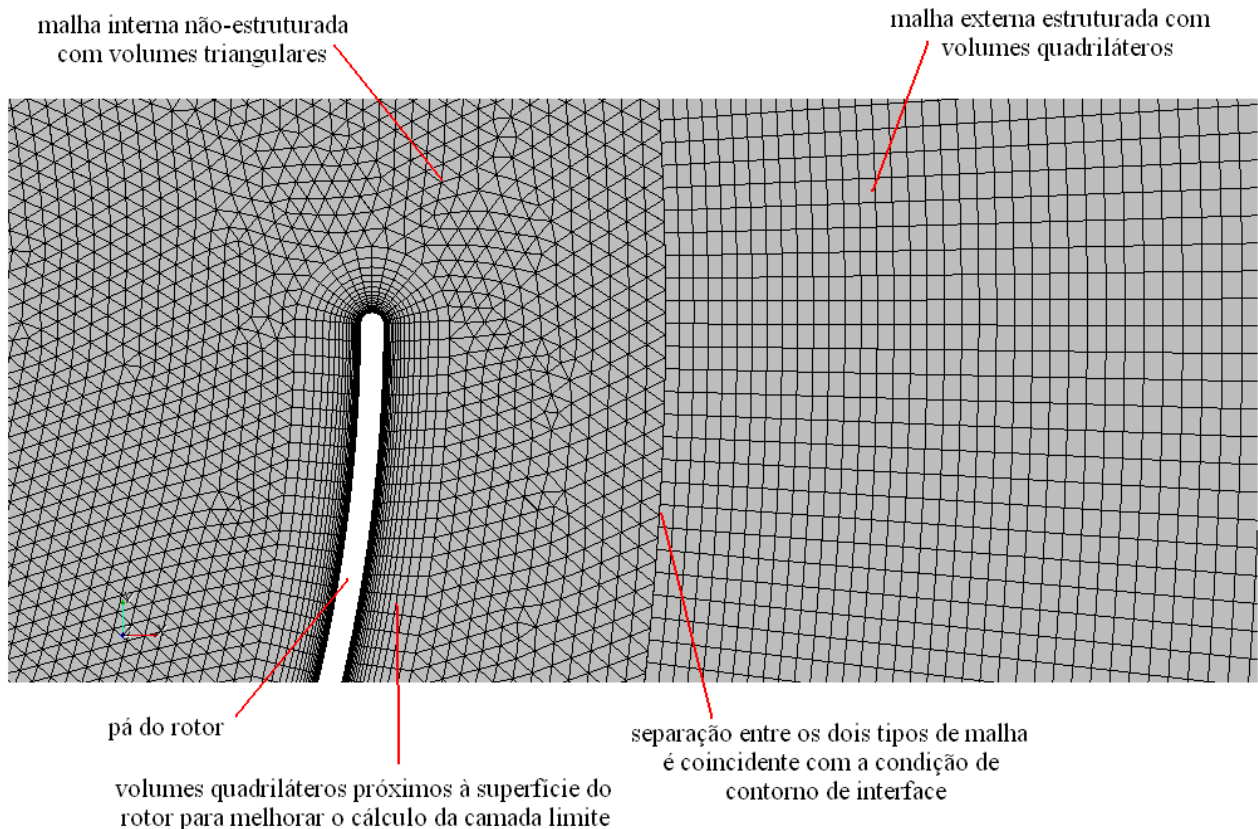 malha interna não-estruturada
com volumes triangulares
malha externa estruturada com
volumes quadriláteros
pá do rotor
volumes quadriláteros próximos à superfície do
rotor para melhorar o cálculo da camada limite
separação entre os dois tipos de malha
é coincidente com a condição de
contorno de interface